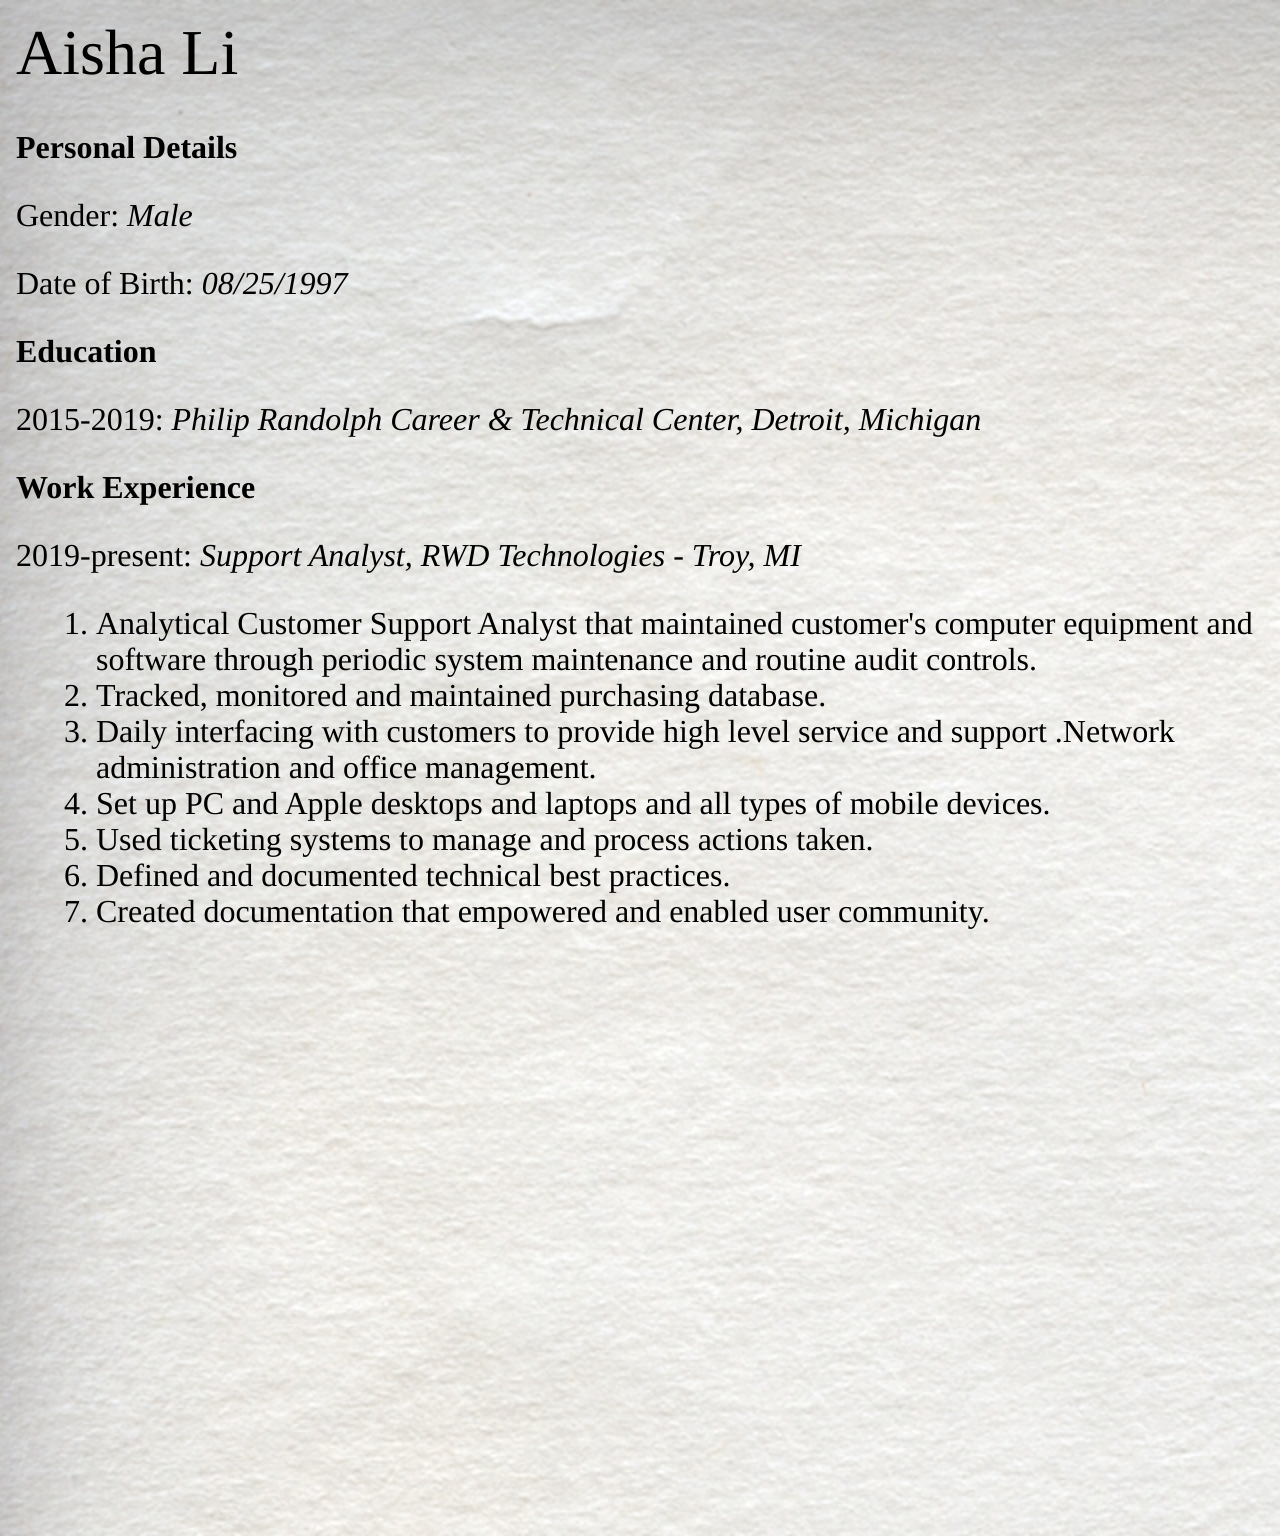 Aisha Li
Personal Details
Gender: Male
Date of Birth: 08/25/1997
Education
2015-2019: Philip Randolph Career & Technical Center, Detroit, Michigan
Work Experience
2019-present: Support Analyst, RWD Technologies - Troy, MI
1. Analytical Customer Support Analyst that maintained customer's computer equipment and
software through periodic system maintenance and routine audit controls.
2. Tracked, monitored and maintained purchasing database.
3. Daily interfacing with customers to provide high level service and support .Network
administration and office management.
4. Set up PC and Apple desktops and laptops and all types of mobile devices.
5. Used ticketing systems to manage and process actions taken.
6. Defined and documented technical best practices.
7. Created documentation that empowered and enabled user community.